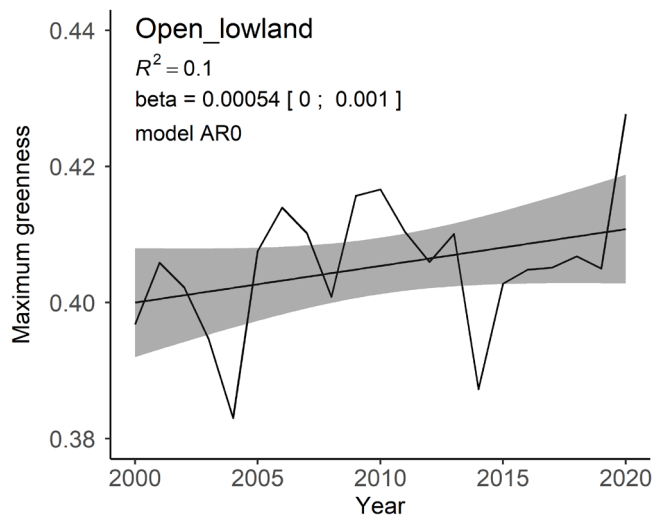 Open_lowland
R² = 0.1
beta = 0.00054 [ 0 ; 0.001 ]
model AR0
Maximum greenness
0.44
0.42
0.40
0.38
2000 2005 2010 2015 2020
Year